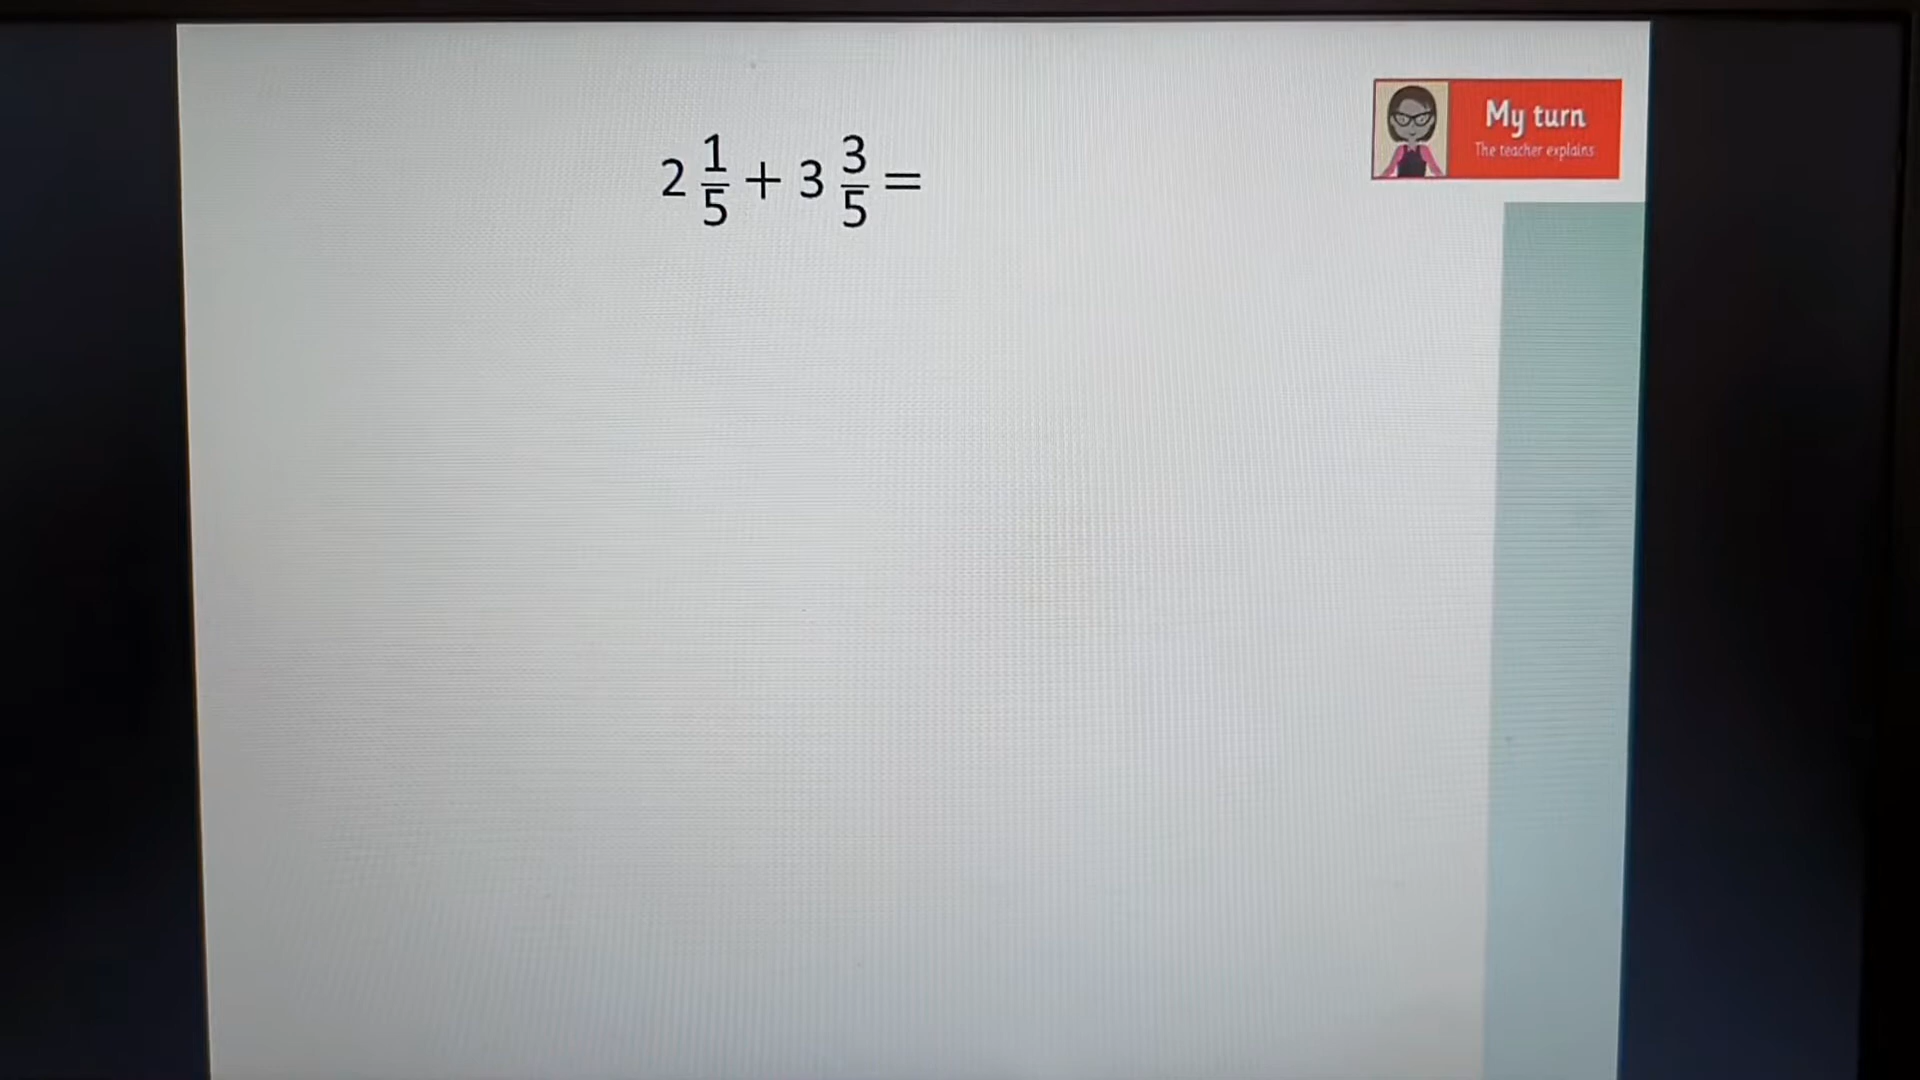 2 1/5 + 3 3/5 =
My turn
The teacher explains